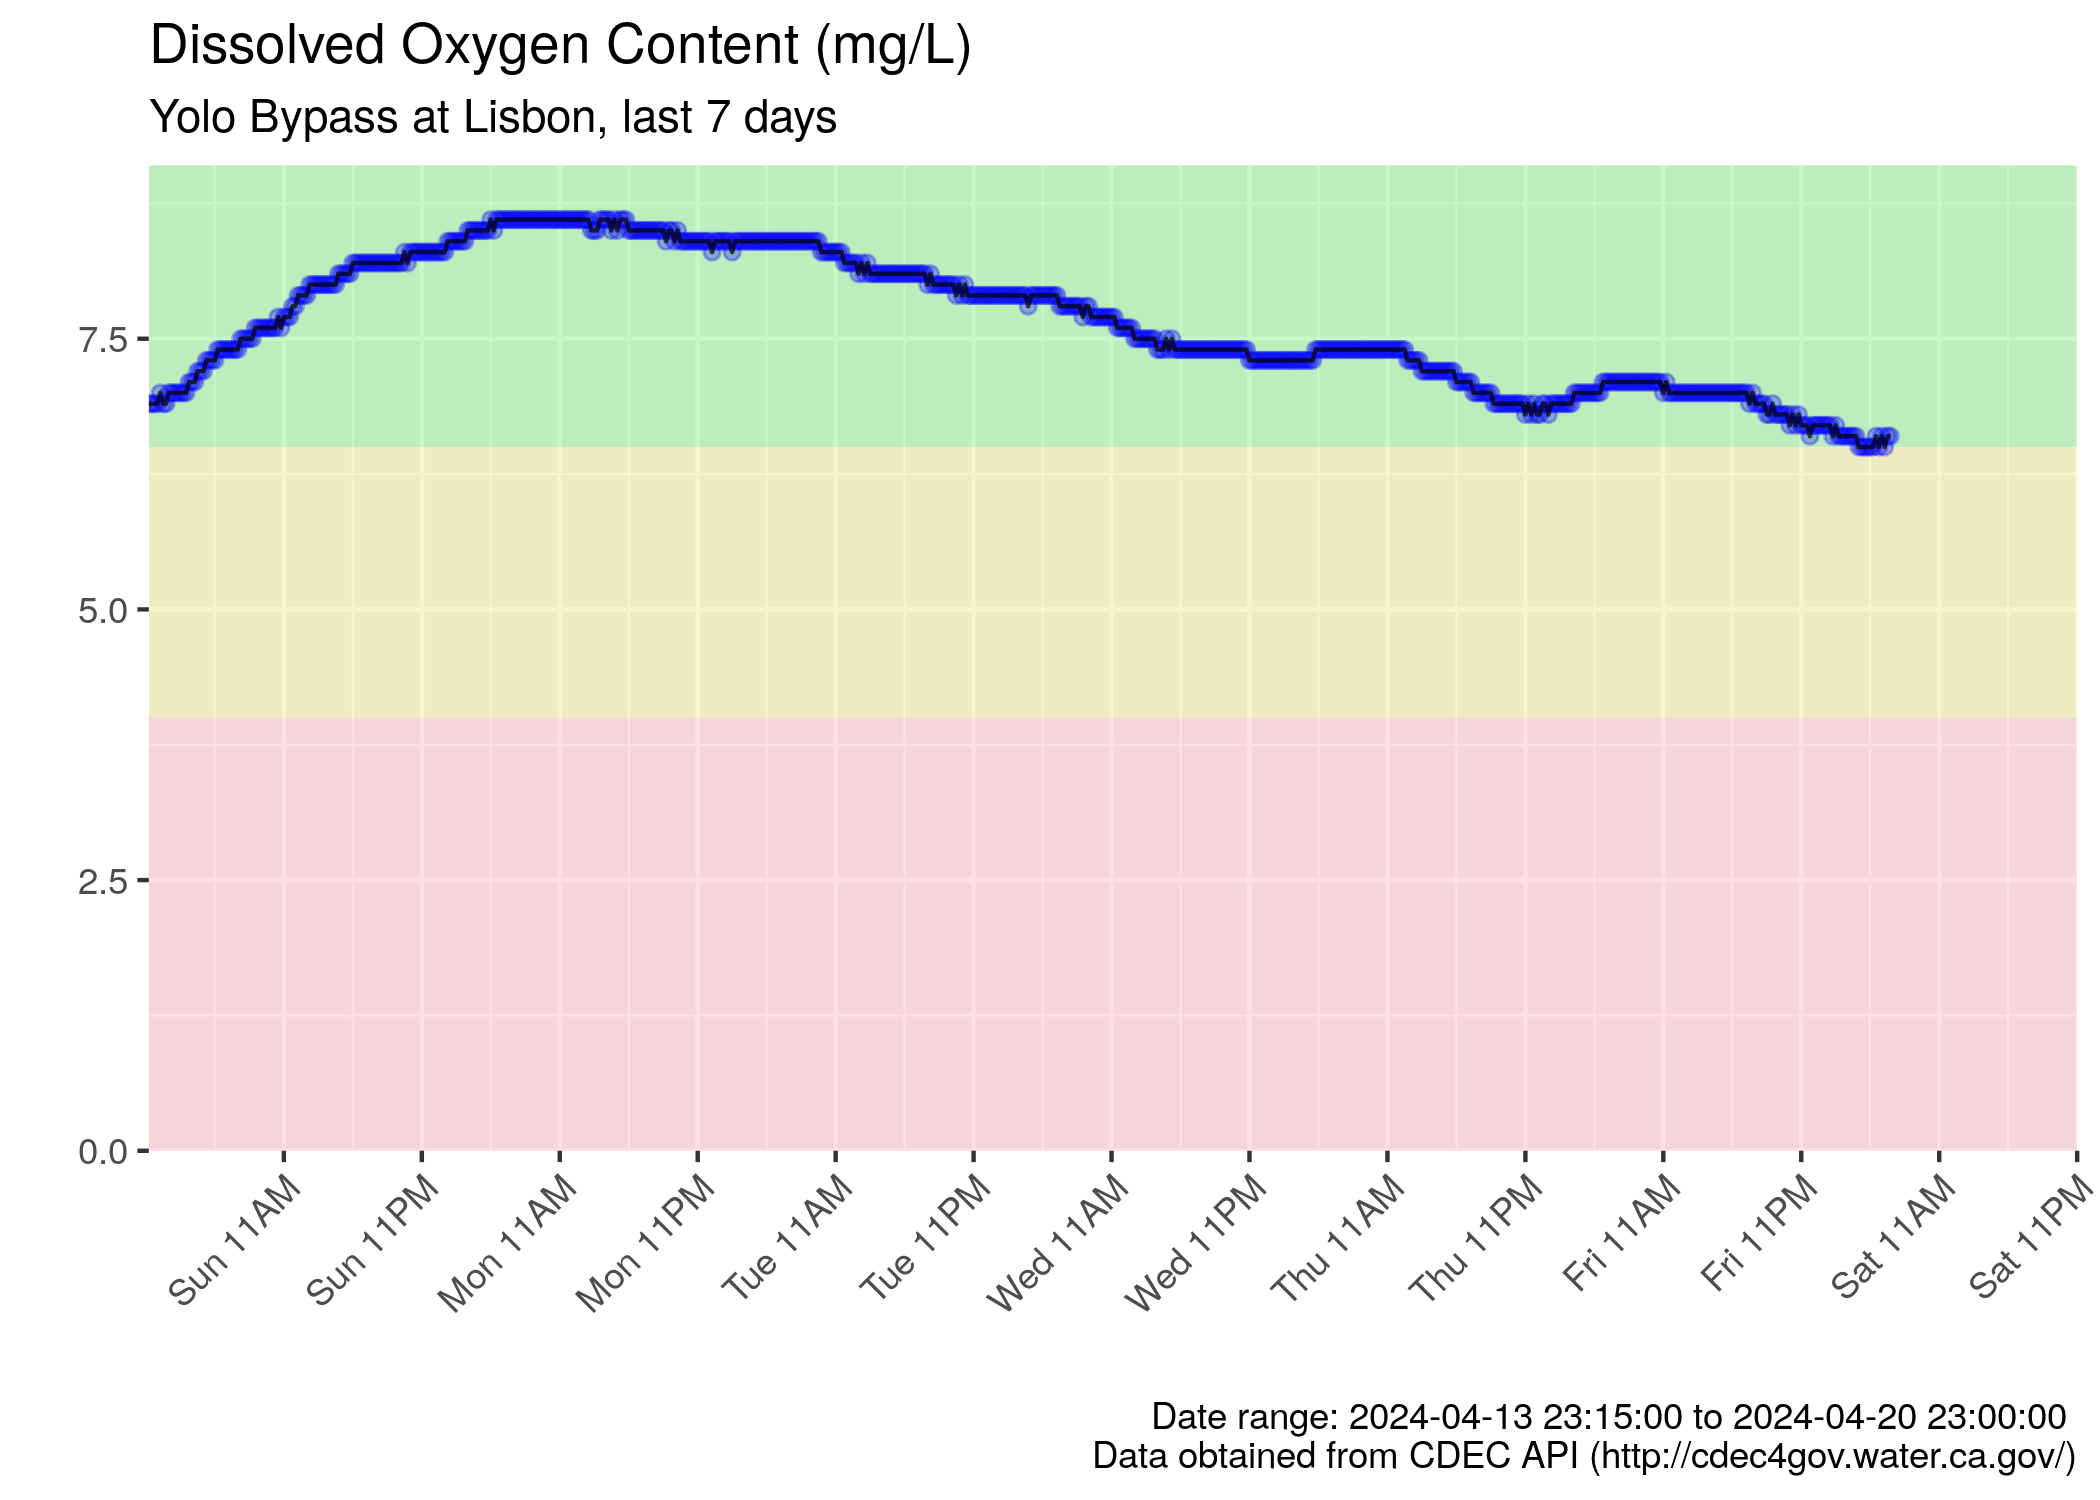 Dissolved Oxygen Content (mg/L)
Yolo Bypass at Lisbon, last 7 days
7.5
5.0
2.5
0.0
Sun 11AM
Sun 11PM
Mon 11AM
Mon 11PM
Tue 11AM
Tue 11PM
Wed 11AM
Wed 11PM
Thu 11AM
Thu 11PM
Fri 11AM
Fri 11PM
Sat 11AM
Sat 11PM
Date range: 2024-04-13 23:15:00 to 2024-04-20 23:00:00
Data obtained from CDEC API (http://cdec4gov.water.ca.gov/)